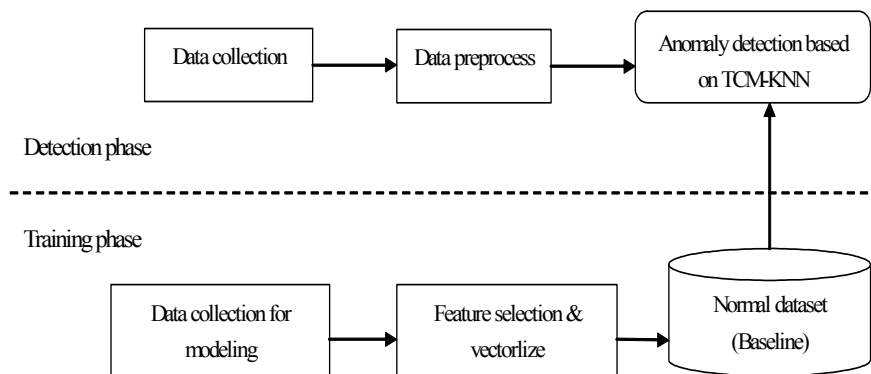 Data collection
Data preprocess
Anomaly detection based
on TCM-KNN
Detection phase
Training phase
Data collection for
modeling
Feature selection &
vectorlize
Normal dataset
(Baseline)